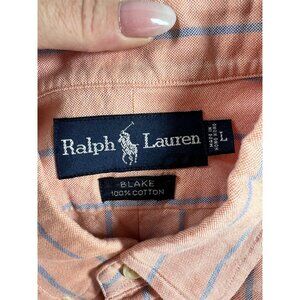 Ralph Lauren
L
BLAKE
100% COTTON